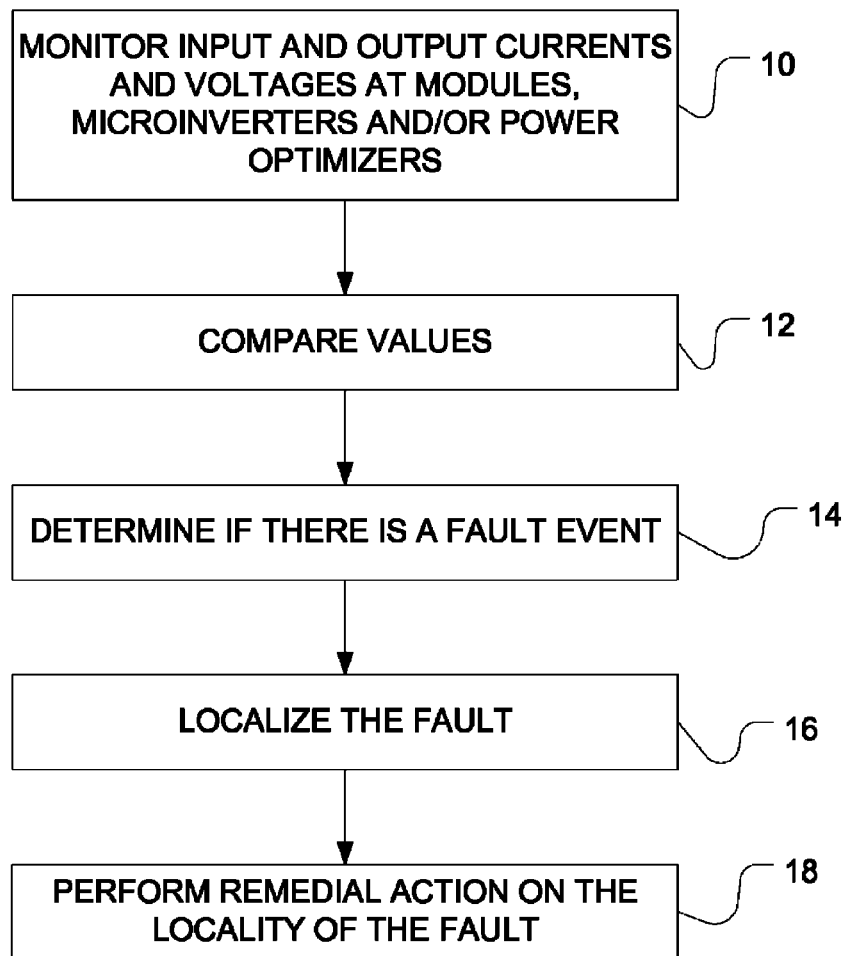 MONITOR INPUT AND OUTPUT CURRENTS
AND VOLTAGES AT MODULES,
MICROINVERTERS AND/OR POWER
OPTIMIZERS
10
COMPARE VALUES
12
DETERMINE IF THERE IS A FAULT EVENT
14
LOCALIZE THE FAULT
16
PERFORM REMEDIAL ACTION ON THE
LOCALITY OF THE FAULT
18